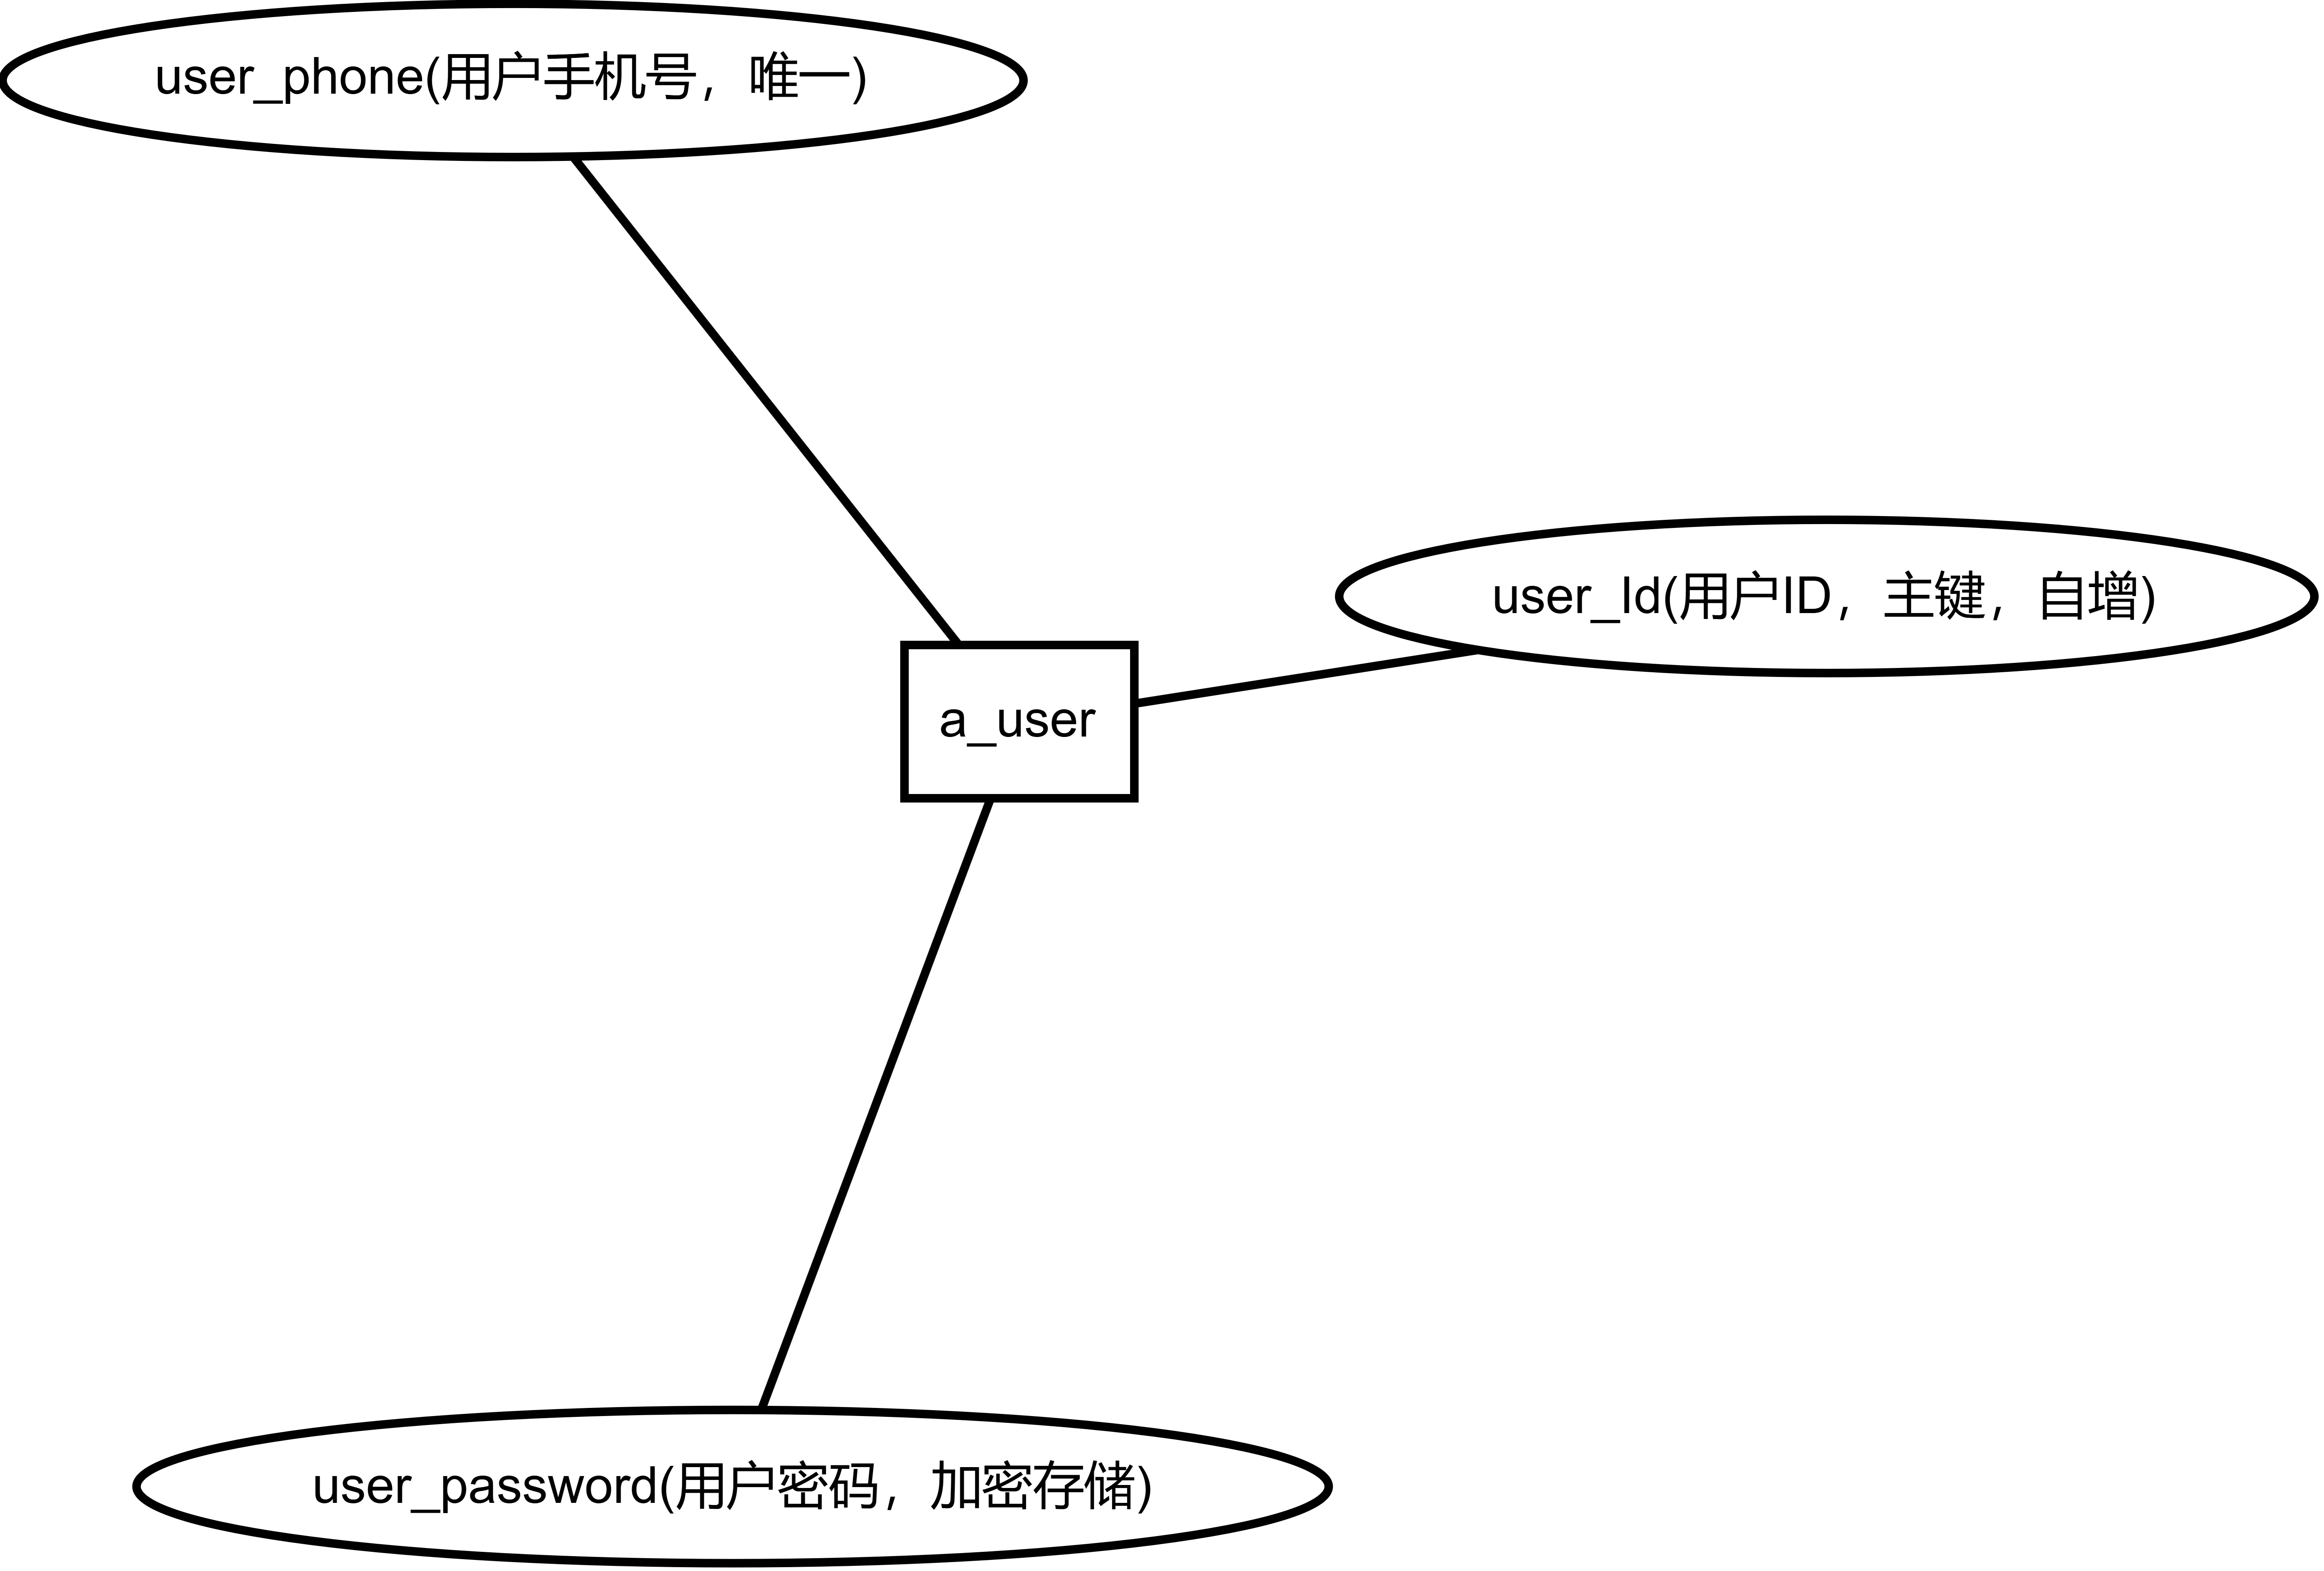 user_phone(用户手机号，唯一)
user_Id(用户ID，主键，自增)
a_user
user_password(用户密码，加密存储)